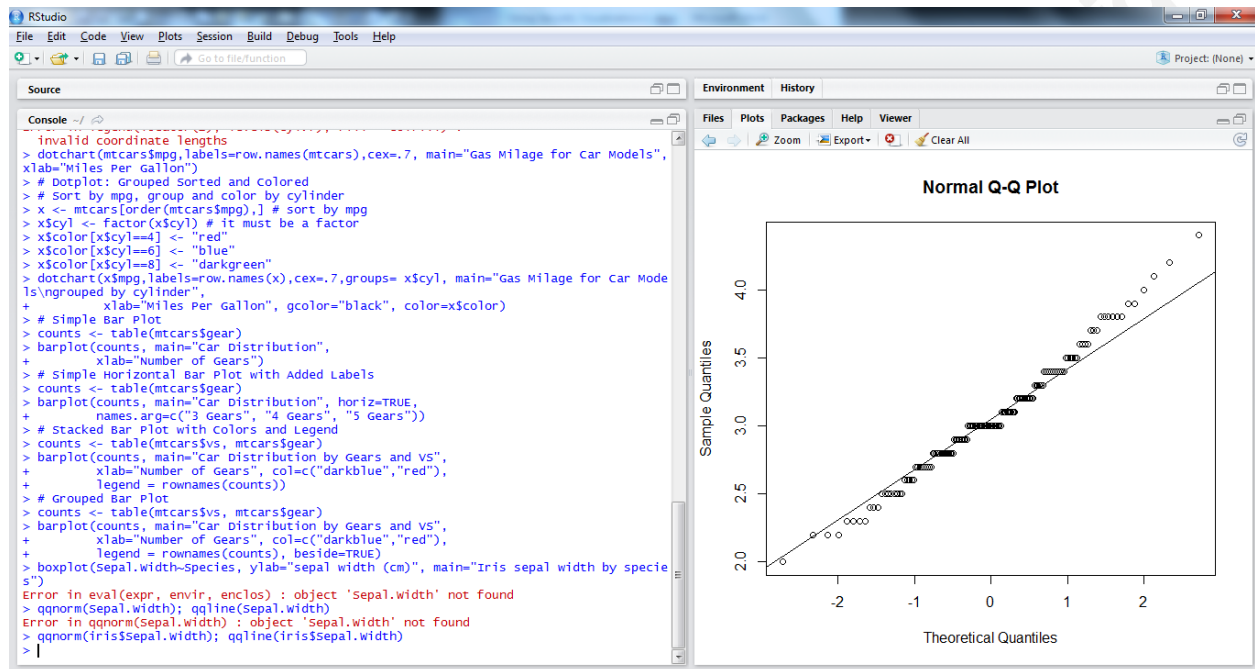 RStudio
File Edit Code View Plots Session Build Debug Tools Help
Go to file/function
Project: (None)
Source
Console ~/
invalid coordinate lengths
> dotchart(mtcars$mpg,labels=row.names(mtcars),cex=.7, main="Gas Milage for Car Models",
xlab="Miles Per Gallon")
> # Dotplot: Grouped Sorted and Colored
> # Sort by mpg, group and color by cylinder
> x <- mtcars[order(mtcars$mpg),] # sort by mpg
> x$cyl <- factor(x$cyl) # it must be a factor
> x$color[x$cyl==4] <- "red"
> x$color[x$cyl==6] <- "blue"
> x$color[x$cyl==8] <- "darkgreen"
> dotchart(x$mpg,labels=row.names(x),cex=.7,groups= x$cyl, main="Gas Milage for Car Mode
ls\ngrouped by cylinder",
+ xlab="Miles Per Gallon", gcolor="black", color=x$color)
> # Simple Bar Plot
> counts <- table(mtcars$gear)
> barplot(counts, main="Car Distribution",
+ xlab="Number of Gears")
> # Simple Horizontal Bar Plot with Added Labels
> counts <- table(mtcars$gear)
> barplot(counts, main="Car Distribution", horiz=TRUE,
+ names.arg=c("3 Gears", "4 Gears", "5 Gears"))
> # Stacked Bar Plot with Colors and Legend
> counts <- table(mtcars$vs, mtcars$gear)
> barplot(counts, main="Car Distribution by Gears and VS",
+ xlab="Number of Gears", col=c("darkblue","red"),
+ legend = rownames(counts))
> # Grouped Bar Plot
> counts <- table(mtcars$vs, mtcars$gear)
> barplot(counts, main="Car Distribution by Gears and VS",
+ xlab="Number of Gears", col=c("darkblue","red"),
+ legend = rownames(counts), beside=TRUE)
> boxplot(Sepal.Width~Species, ylab="sepal width (cm)", main="Iris sepal width by specie
s")
Error in eval(expr, envir, enclos) : object 'Sepal.Width' not found
> qqnorm(Sepal.Width); qqline(Sepal.Width)
Error in qqnorm(Sepal.Width) : object 'Sepal.Width' not found
> qqnorm(iris$Sepal.Width); qqline(iris$Sepal.Width)
>
Environment History
Files Plots Packages Help Viewer
Zoom Export Clear All
Normal Q-Q Plot
Sample Quantiles
4.0
3.5
3.0
2.5
2.0
-2 -1 0 1 2
Theoretical Quantiles